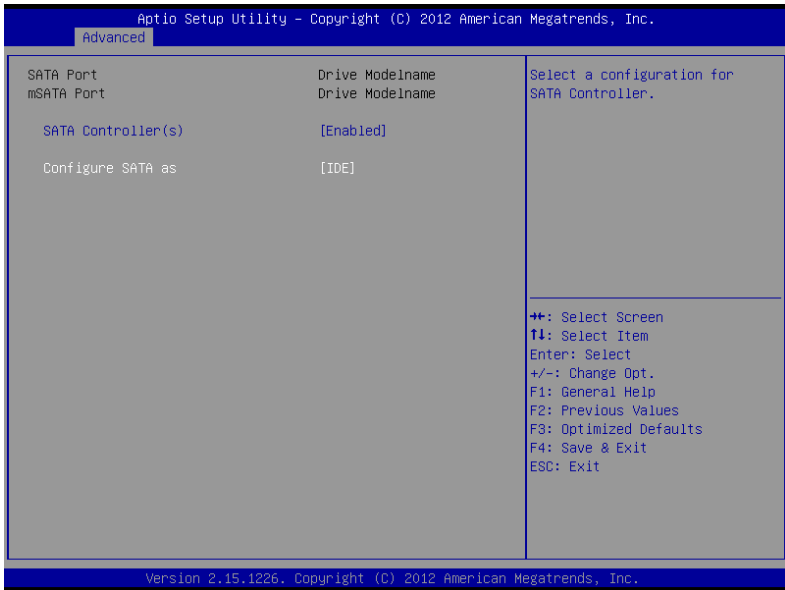 Aptio Setup Utility – Copyright (C) 2012 American Megatrends, Inc.
Advanced
SATA Port Drive Modelname
mSATA Port Drive Modelname
SATA Controller(s) [Enabled]
Configure SATA as [IDE]
Select a configuration for
SATA Controller.
→←: Select Screen
↑↓: Select Item
Enter: Select
+/-: Change Opt.
F1: General Help
F2: Previous Values
F3: Optimized Defaults
F4: Save & Exit
ESC: Exit
Version 2.15.1226. Copyright (C) 2012 American Megatrends, Inc.